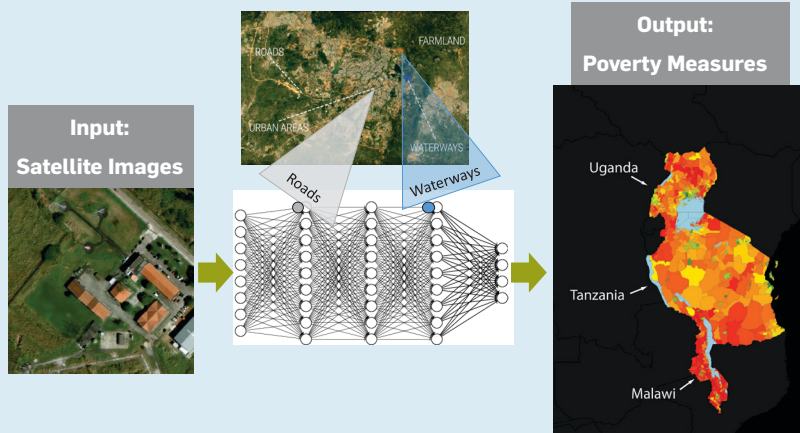 Input:
Satellite Images
ROADS
FARMLAND
URBAN AREAS
WATERWAYS
Roads
Waterways
Output:
Poverty Measures
Uganda
Tanzania
Malawi